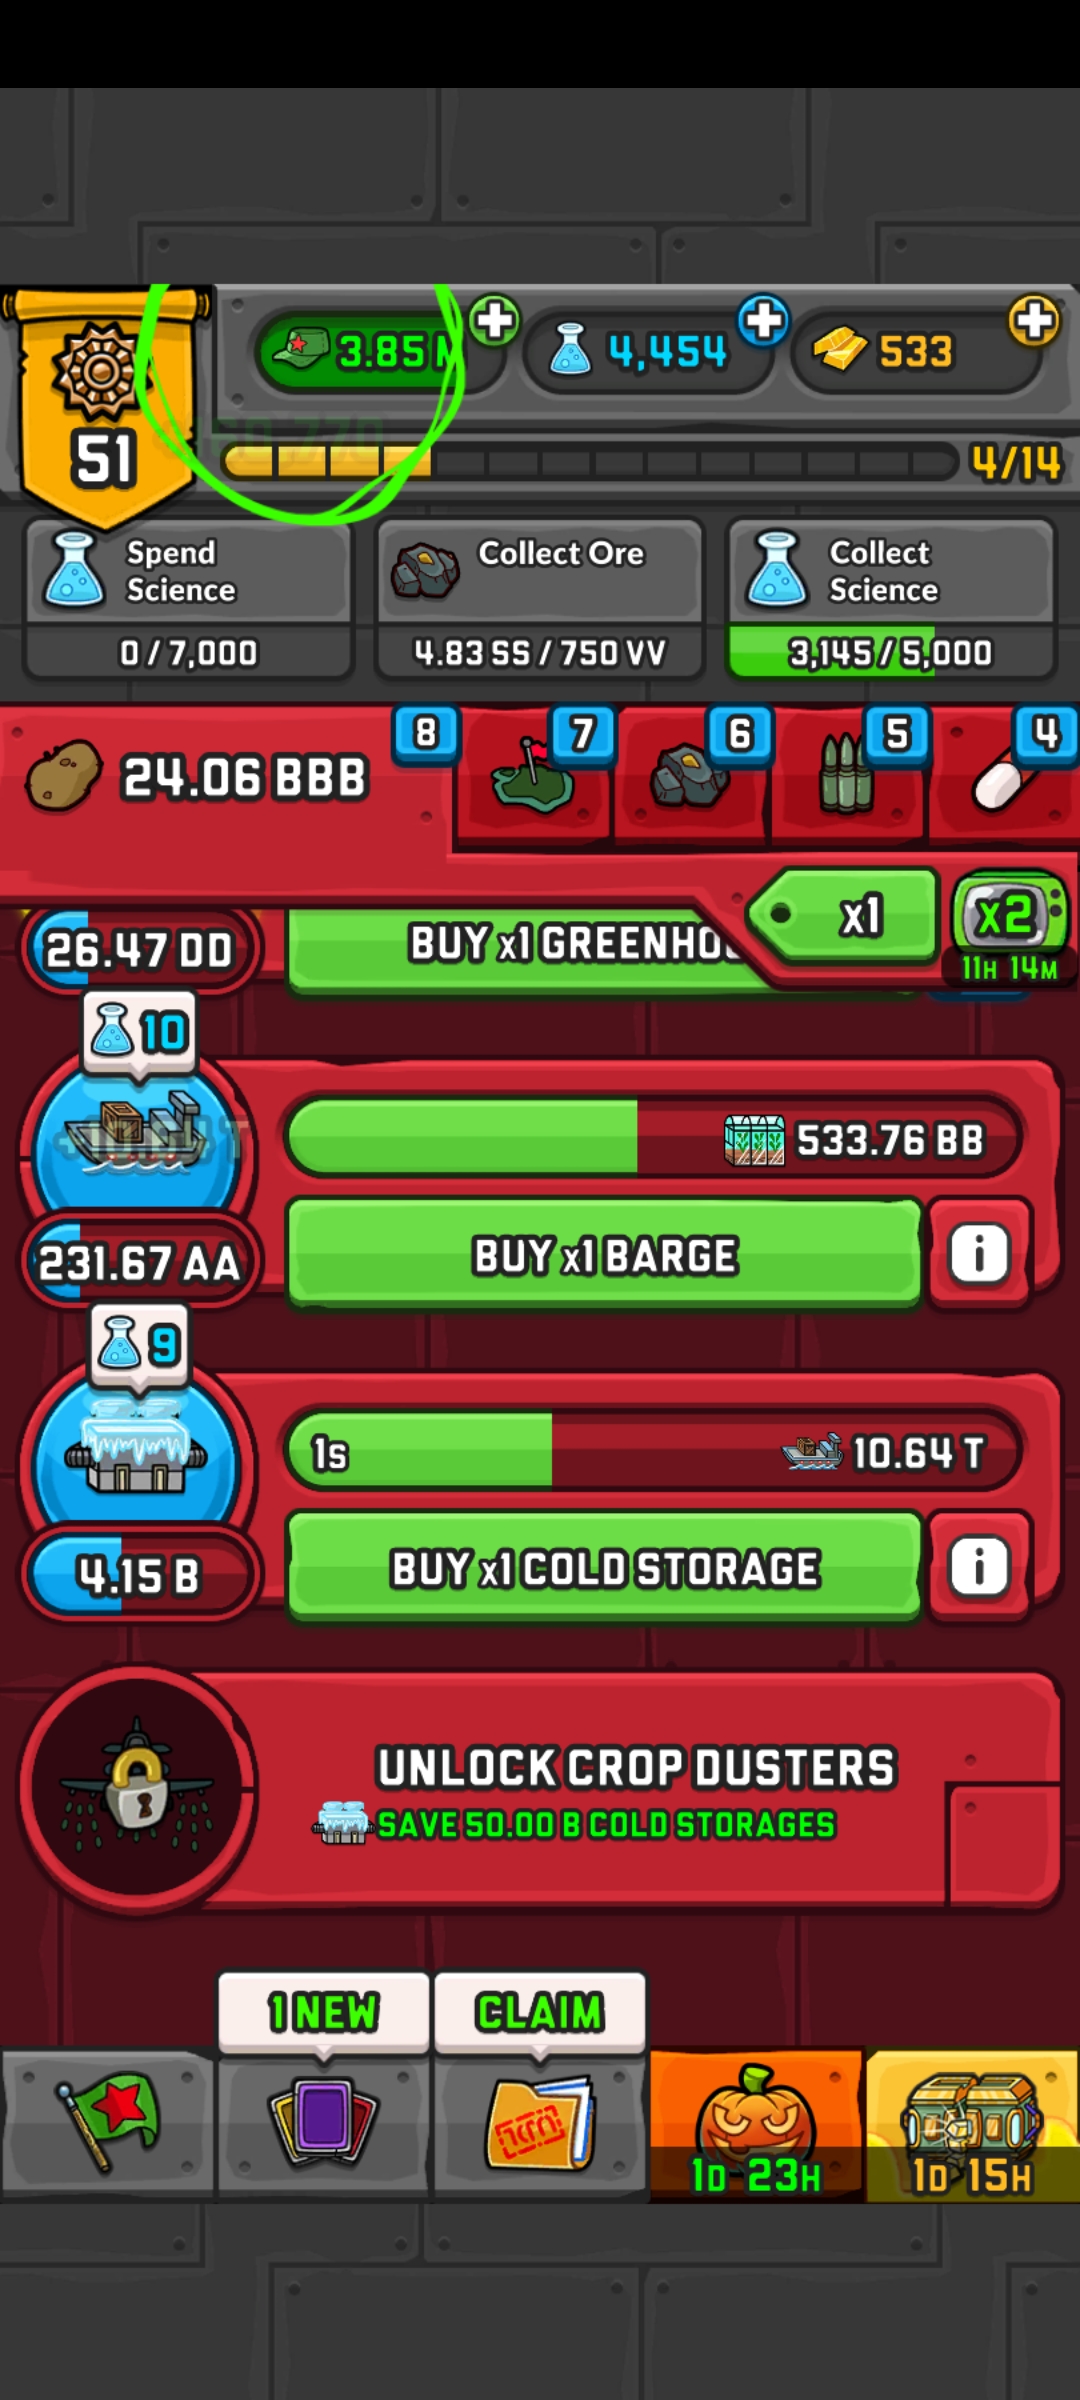 3.85 M
4,454
533
51
4/14
Spend
Science
Collect Ore
Collect
Science
0 / 7,000
4.83 SS / 750 VV
3,145 / 5,000
24.06 BBB
8
7
6
5
4
x1
x2
11H 14M
26.47 DD
BUY x1
10
533.76 BB
231.67 AA
BUY x1 BARGE
i
9
1s
10.64 T
4.15 B
BUY x1 COLD STORAGE
i
UNLOCK CROP DUSTERS
SAVE 50.00 B COLD STORAGES
1 NEW
CLAIM
1D 23H
1D 15H